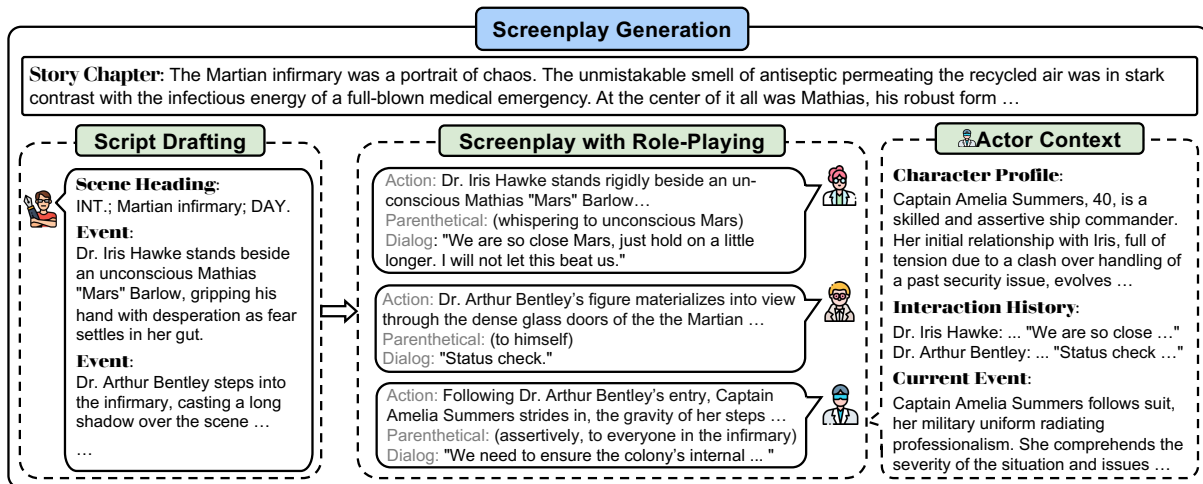 Screenplay Generation
Story Chapter: The Martian infirmary was a portrait of chaos. The unmistakable smell of antiseptic permeating the recycled air was in stark
contrast with the infectious energy of a full-blown medical emergency. At the center of it all was Mathias, his robust form ...
Script Drafting
Scene Heading:
INT.; Martian infirmary; DAY.
Event:
Dr. Iris Hawke stands beside
an unconscious Mathias
"Mars" Barlow, gripping his
hand with desperation as fear
settles in her gut.
Event:
Dr. Arthur Bentley steps into
the infirmary, casting a long
shadow over the scene ...
...
Screenplay with Role-Playing
Action: Dr. Iris Hawke stands rigidly beside an un-
conscious Mathias "Mars" Barlow...
Parenthetical: (whispering to unconscious Mars)
Dialog: "We are so close Mars, just hold on a little
longer. I will not let this beat us."
Action: Dr. Arthur Bentley's figure materializes into view
through the dense glass doors of the the Martian ...
Parenthetical: (to himself)
Dialog: "Status check."
Action: Following Dr. Arthur Bentley's entry, Captain
Amelia Summers strides in, the gravity of her steps ...
Parenthetical: (assertively, to everyone in the infirmary)
Dialog: "We need to ensure the colony's internal ... "
Actor Context
Character Profile:
Captain Amelia Summers, 40, is a
skilled and assertive ship commander.
Her initial relationship with Iris, full of
tension due to a clash over handling of
a past security issue, evolves ...
Interaction History:
Dr. Iris Hawke: ... "We are so close ..."
Dr. Arthur Bentley: ... "Status check ..."
Current Event:
Captain Amelia Summers follows suit,
her military uniform radiating
professionalism. She comprehends the
severity of the situation and issues ...